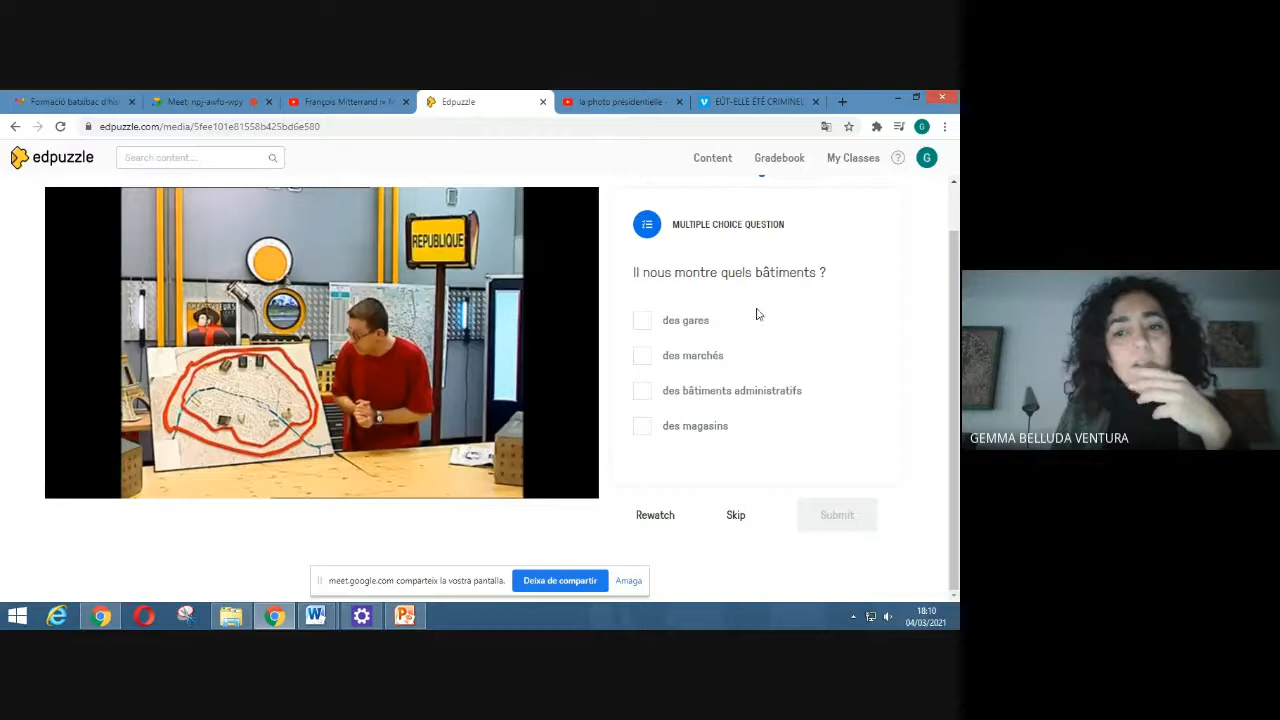 Formació batxibac d'his
Meet: npj-awfo-wpy
François Mitterrand :« M
Edpuzzle
la photo présidentielle -
EÛT-ELLE ÉTÉ CRIMINEL
edpuzzle.com/media/5fee101e81558b425bd6e580
G
edpuzzle
Search content...
Content
Gradebook
My Classes
?
G
REPUBLIQUE
MULTIPLE CHOICE QUESTION
Il nous montre quels bâtiments ?
des gares
des marchés
des bâtiments administratifs
des magasins
Rewatch
Skip
Submit
meet.google.com comparteix la vostra pantalla.
Deixa de compartir
Amaga
18:10
04/03/2021
GEMMA BELLUDA VENTURA